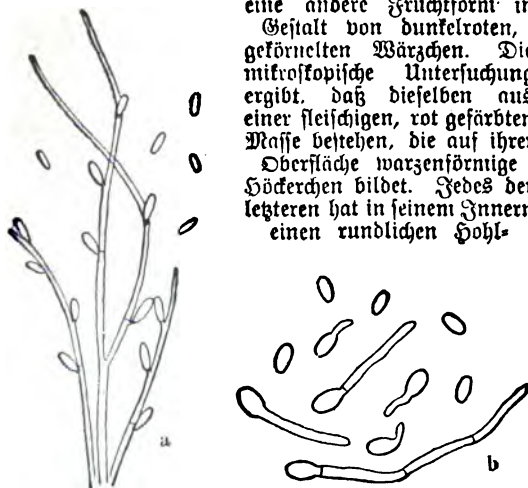 eine andere Fruchtform in
Gestalt von dunkelroten,
gekörnelten Wärzchen. Die
mikroskopische Untersuchung
ergibt, daß dieselben aus
einer fleischigen, rot gefärbten
Masse bestehen, die auf ihrer
Oberfläche warzenförmige
Höckerchen bildet. Jedes der
letzteren hat in seinem Innern
einen rundlichen Hohl-
a
b